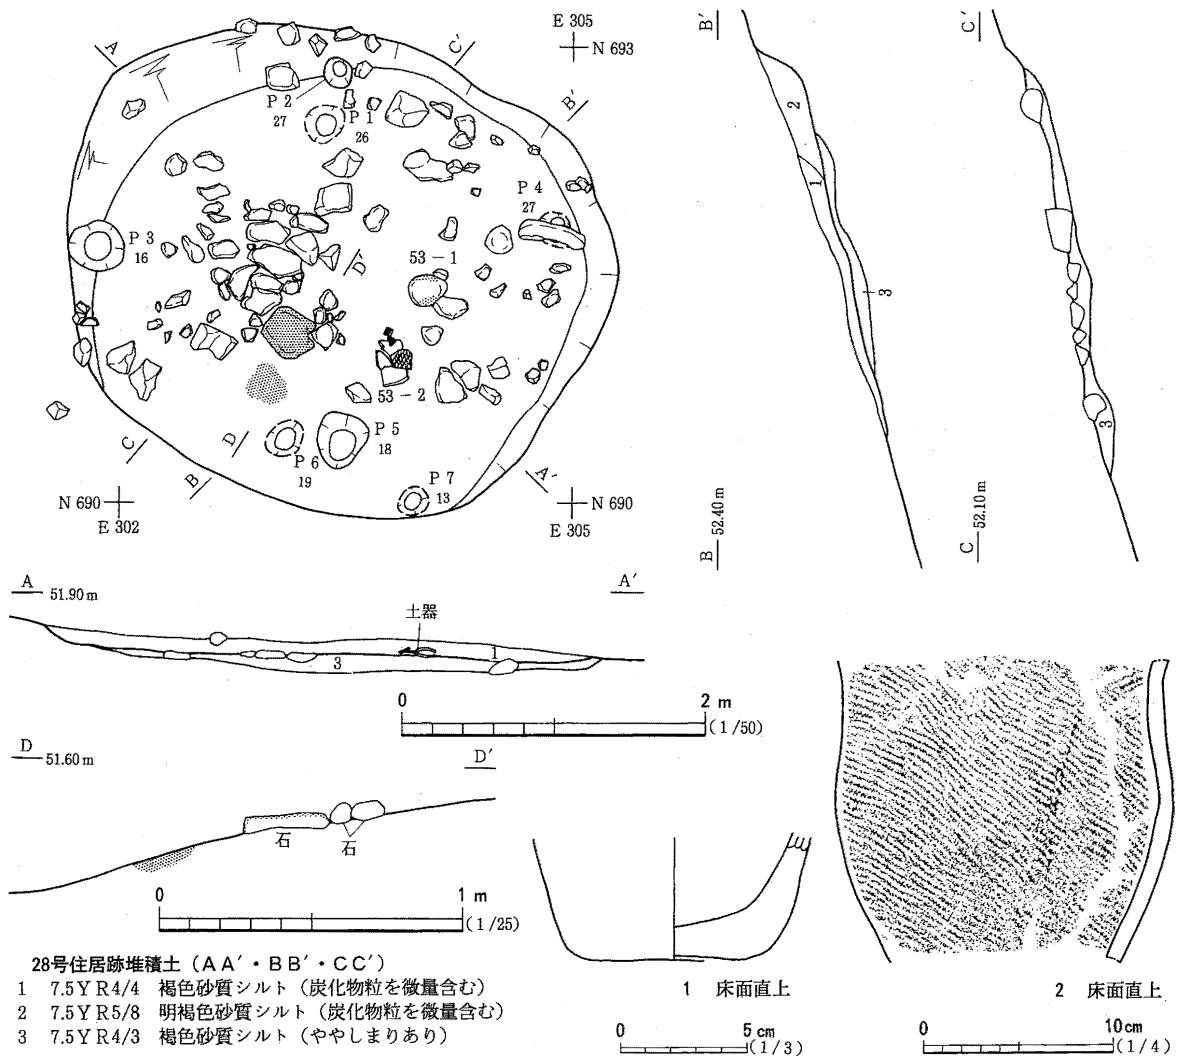 E 305
N 693
A
C′
B′
P 2
27
P 1
26
P 4
27
P 3
16
D′
53－1
53－2
C
D
B
P 5
18
P 6
19
P 7
13
A′
N 690
E 302
N 690
E 305
B′
2
1
3
B 52.40 m
C′
3
C 52.10 m
A 51.90 m
A′
土器
1
3
0 2 m
(1/50)
D 51.60 m
D′
石 石
0 1 m
(1/25)
28号住居跡堆積土（AA′・BB′・CC′）
1 7.5YR4/4 褐色砂質シルト（炭化物粒を微量含む）
2 7.5YR5/8 明褐色砂質シルト（炭化物粒を微量含む）
3 7.5YR4/3 褐色砂質シルト（ややしまりあり）
1 床面直上
0 5 cm
(1/3)
2 床面直上
0 10 cm
(1/4)